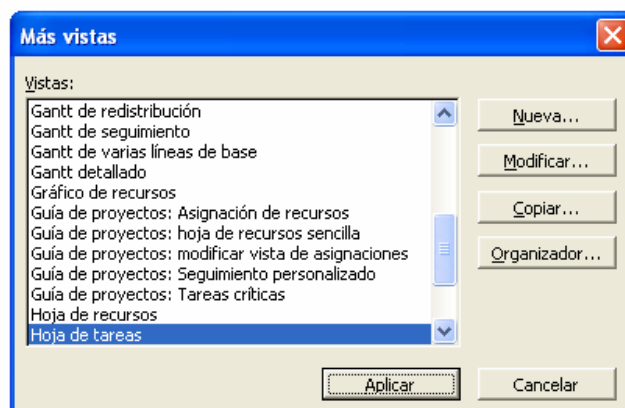 Más vistas
Vistas:
Gantt de redistribución
Gantt de seguimiento
Gantt de varias líneas de base
Gantt detallado
Gráfico de recursos
Guía de proyectos: Asignación de recursos
Guía de proyectos: hoja de recursos sencilla
Guía de proyectos: modificar vista de asignaciones
Guía de proyectos: Seguimiento personalizado
Guía de proyectos: Tareas críticas
Hoja de recursos
Hoja de tareas
Nueva...
Modificar...
Copiar...
Organizador...
Aplicar
Cancelar